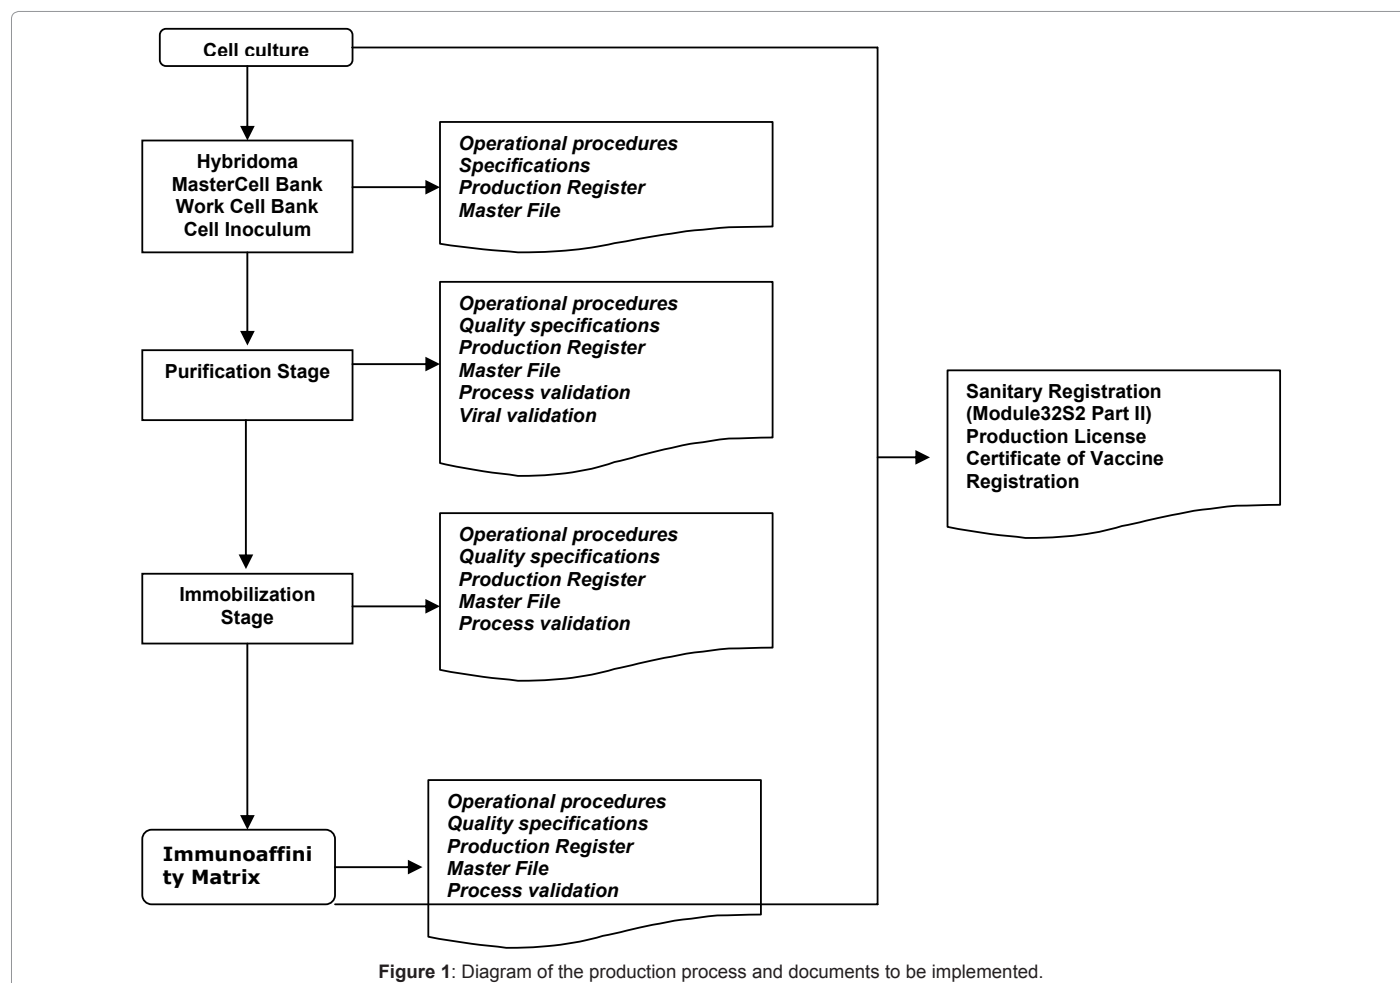 Cell culture
Hybridoma
MasterCell Bank
Work Cell Bank
Cell Inoculum
Operational procedures
Specifications
Production Register
Master File
Purification Stage
Operational procedures
Quality specifications
Production Register
Master File
Process validation
Viral validation
Immobilization
Stage
Operational procedures
Quality specifications
Production Register
Master File
Process validation
Immunoaffini
ty Matrix
Operational procedures
Quality specifications
Production Register
Master File
Process validation
Sanitary Registration
(Module32S2 Part II)
Production License
Certificate of Vaccine
Registration
Figure 1: Diagram of the production process and documents to be implemented.